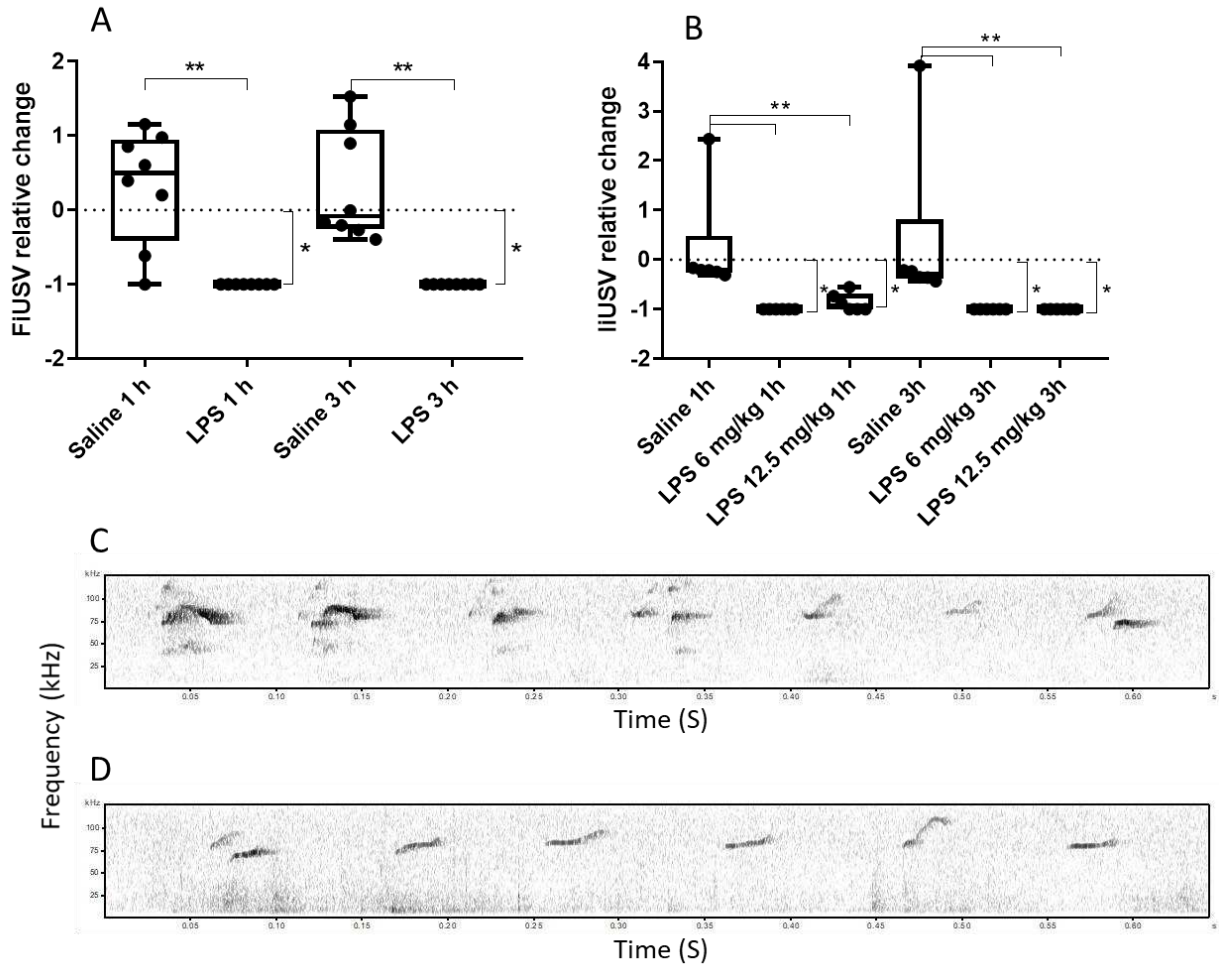 A
B
FiUSV relative change
2
1
0
-1
-2
**
**
*
*
Saline 1 h
LPS 1 h
Saline 3 h
LPS 3 h
IiUSV relative change
4
3
2
1
0
-1
-2
**
**
*
*
*
*
Saline 1h
LPS 6 mg/kg 1h
LPS 12.5 mg/kg 1h
Saline 3h
LPS 6 mg/kg 3h
LPS 12.5 mg/kg 3h
C
Frequency (kHz)
kHz
100
75
50
25
0.05 0.10 0.15 0.20 0.25 0.30 0.35 0.40 0.45 0.50 0.55 0.60 s
Time (S)
D
kHz
100
75
50
25
0.05 0.10 0.15 0.20 0.25 0.30 0.35 0.40 0.45 0.50 0.55 0.60 s
Time (S)